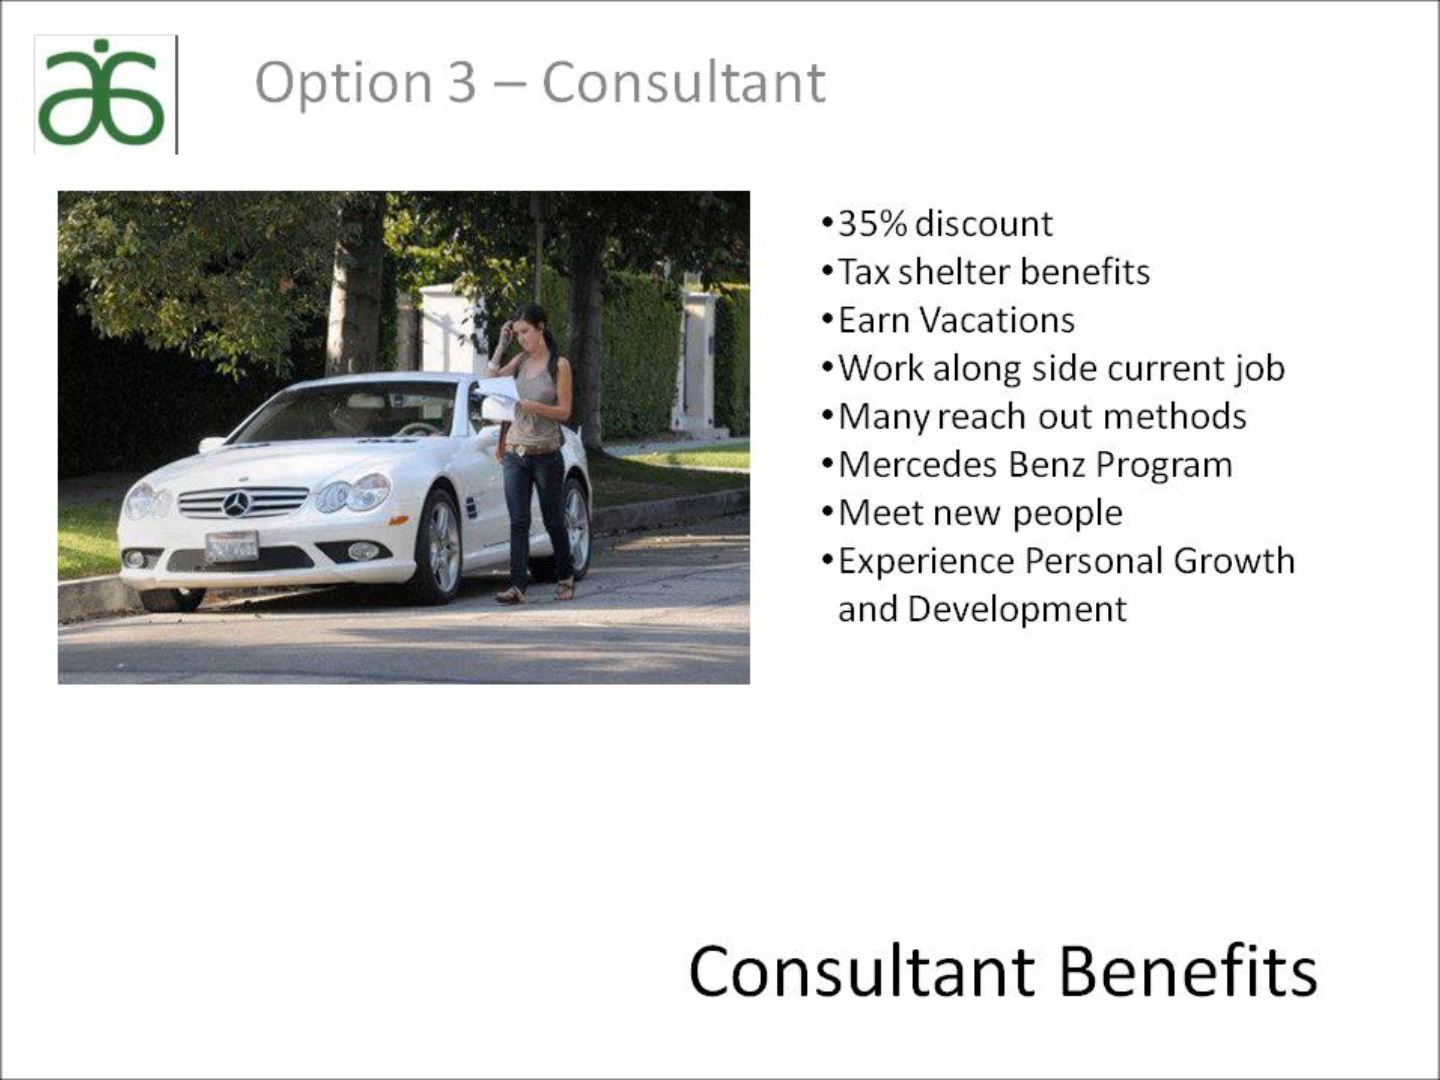 Option 3 – Consultant
•35% discount
•Tax shelter benefits
•Earn Vacations
•Work along side current job
•Many reach out methods
•Mercedes Benz Program
•Meet new people
•Experience Personal Growth
and Development
Consultant Benefits